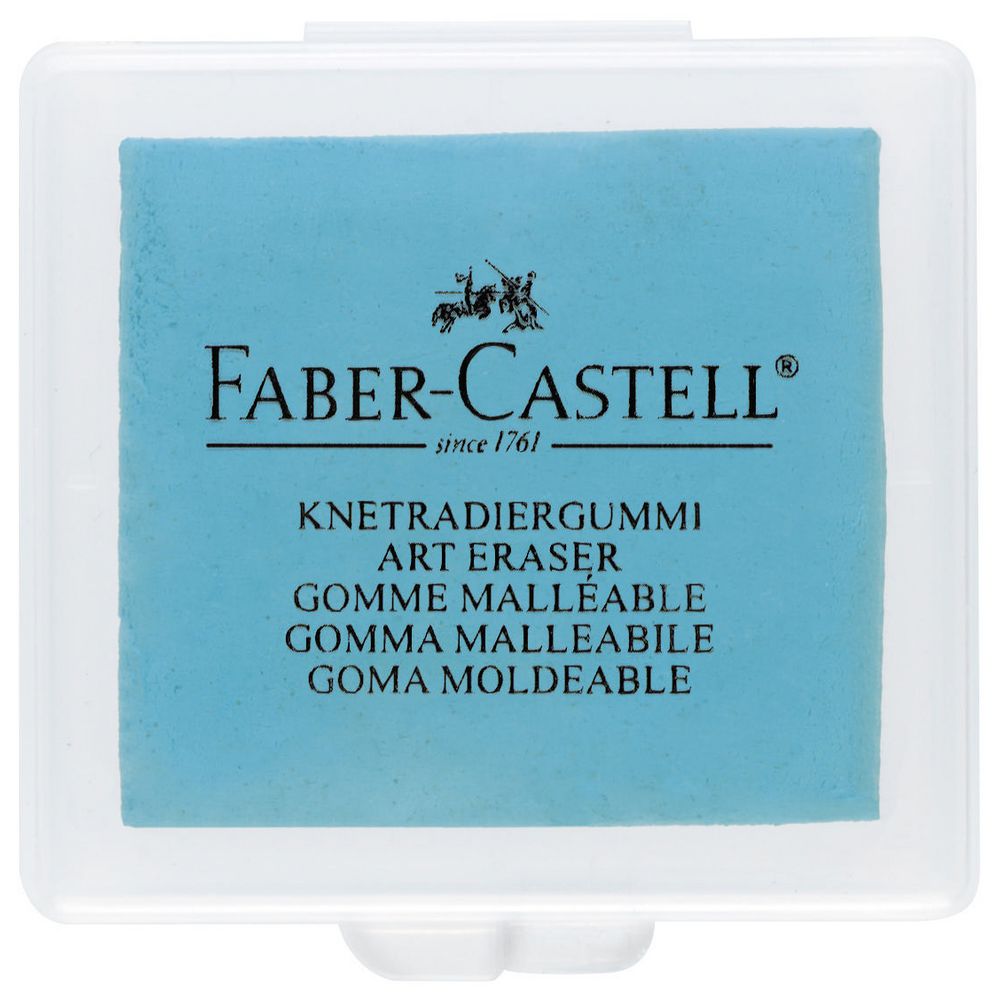 FABER-CASTELL®
since 1761
KNETRADIERGUMMI
ART ERASER
GOMME MALLÉABLE
GOMMA MALLEABILE
GOMA MOLDEABLE